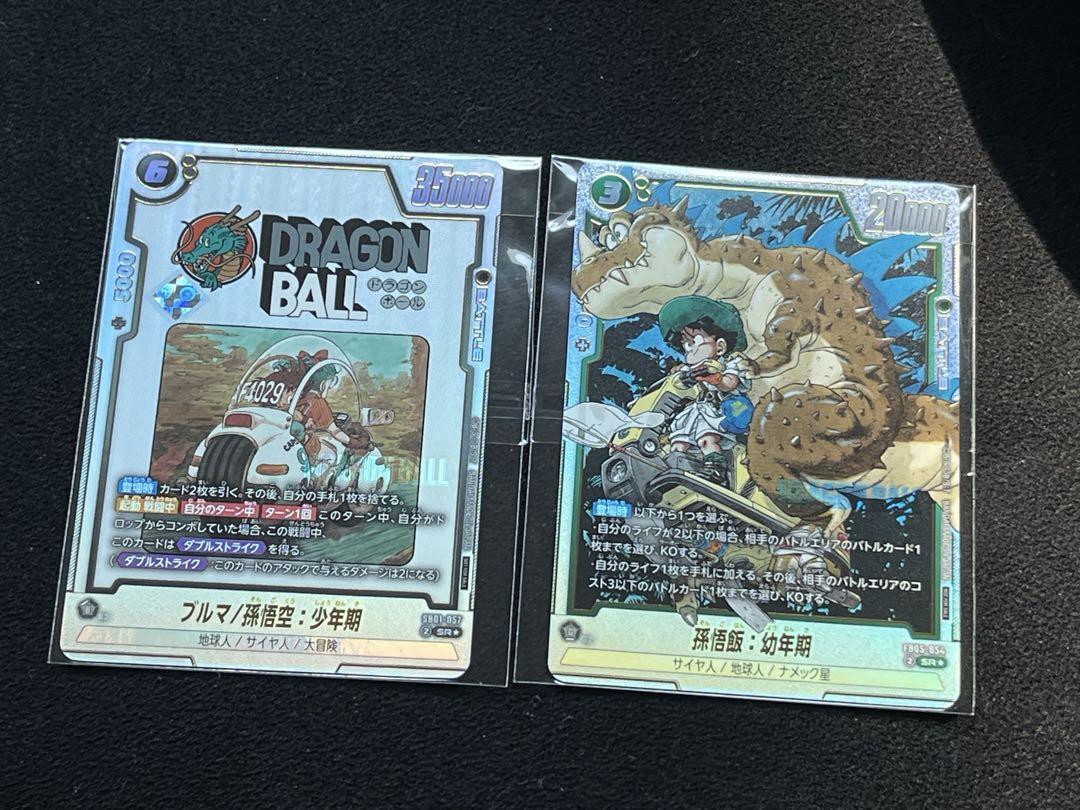 6
35000
5000
BATTLE
DRAGON
BALL
ドラゴン
ボール
F4029
登場時 カード2枚を引く。その後、自分の手札1枚を捨てる。
起動 戦闘中 自分のターン中 ターン1回 このターン中、自分がド
ロップからコンボしていた場合、この戦闘中、
このカードは ダブルストライク を得る。
( ダブルストライク :このカードのアタックで与えるダメージは2になる)
ブルマ/孫悟空:少年期
地球人 / サイヤ人 / 大冒険
SB01-057
2 SR★
3
20000
0
BATTLE
登場時 以下から1つを選ぶ。
・自分のライフが2以下の場合、相手のバトルエリアのバトルカード1
枚までを選び、KOする。
・自分のライフ1枚を手札に加える。その後、相手のバトルエリアのコ
スト3以下のバトルカード1枚までを選び、KOする。
孫悟飯:幼年期
サイヤ人 / 地球人 / ナメック星
FB05-054
2 SR★